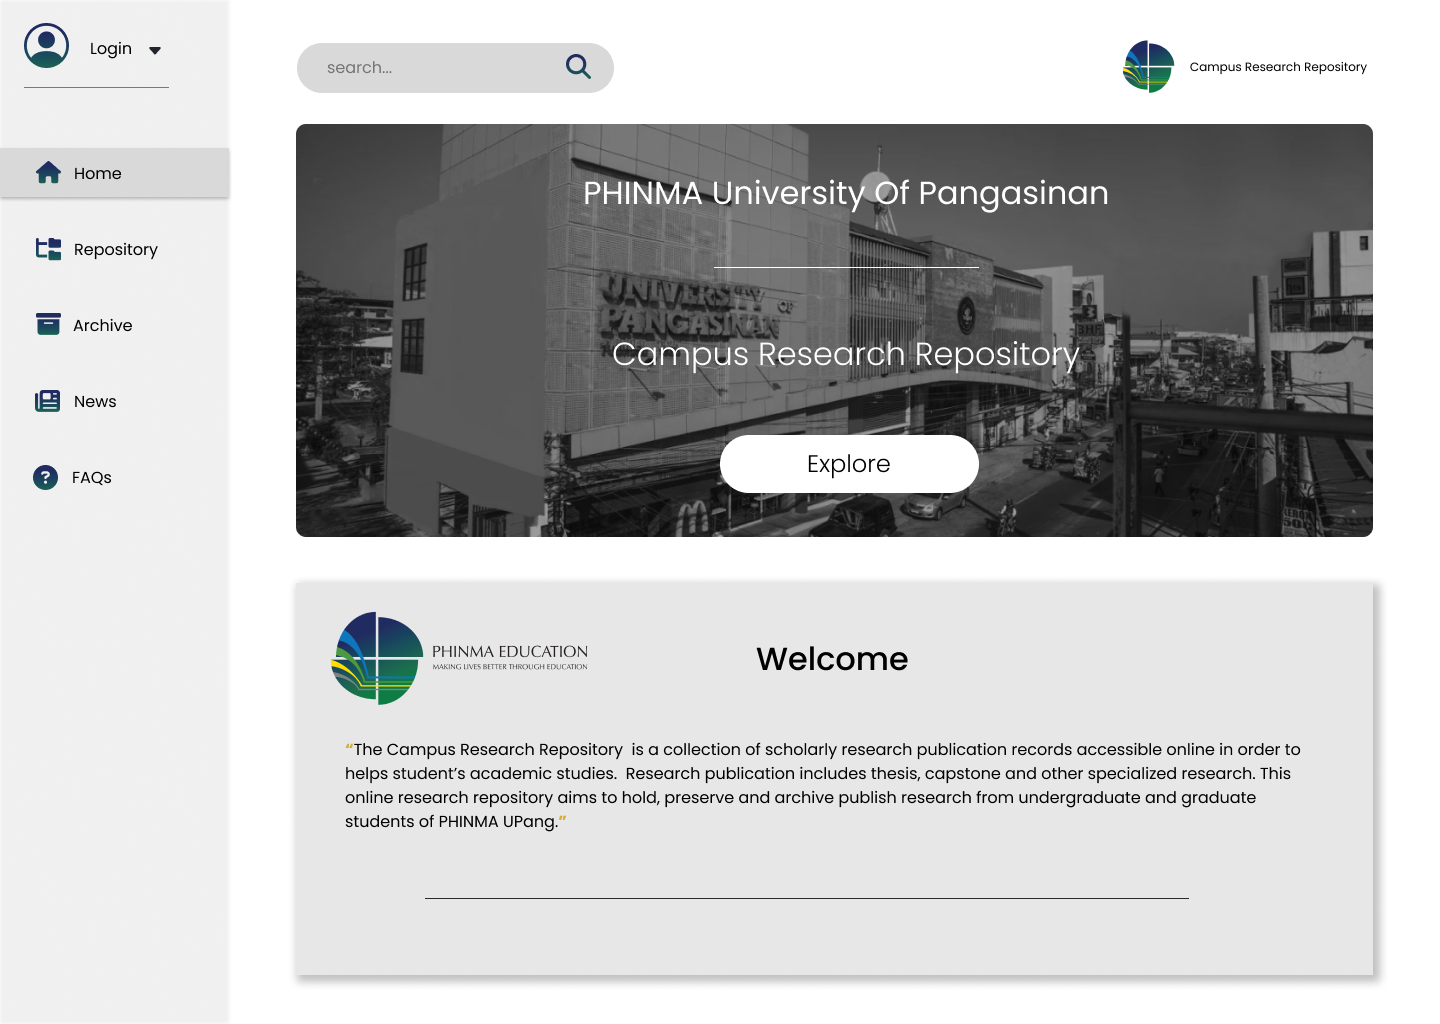 Login
search...
Campus Research Repository
Home
Repository
Archive
News
FAQs
PHINMA University Of Pangasinan
UNIVERSITY OF
PANGASINAN
Campus Research Repository
BHF
Explore
PHINMA EDUCATION
MAKING LIVES BETTER THROUGH EDUCATION
Welcome
“The Campus Research Repository  is a collection of scholarly research publication records accessible online in order to
helps student’s academic studies.  Research publication includes thesis, capstone and other specialized research. This
online research repository aims to hold, preserve and archive publish research from undergraduate and graduate
students of PHINMA UPang.”